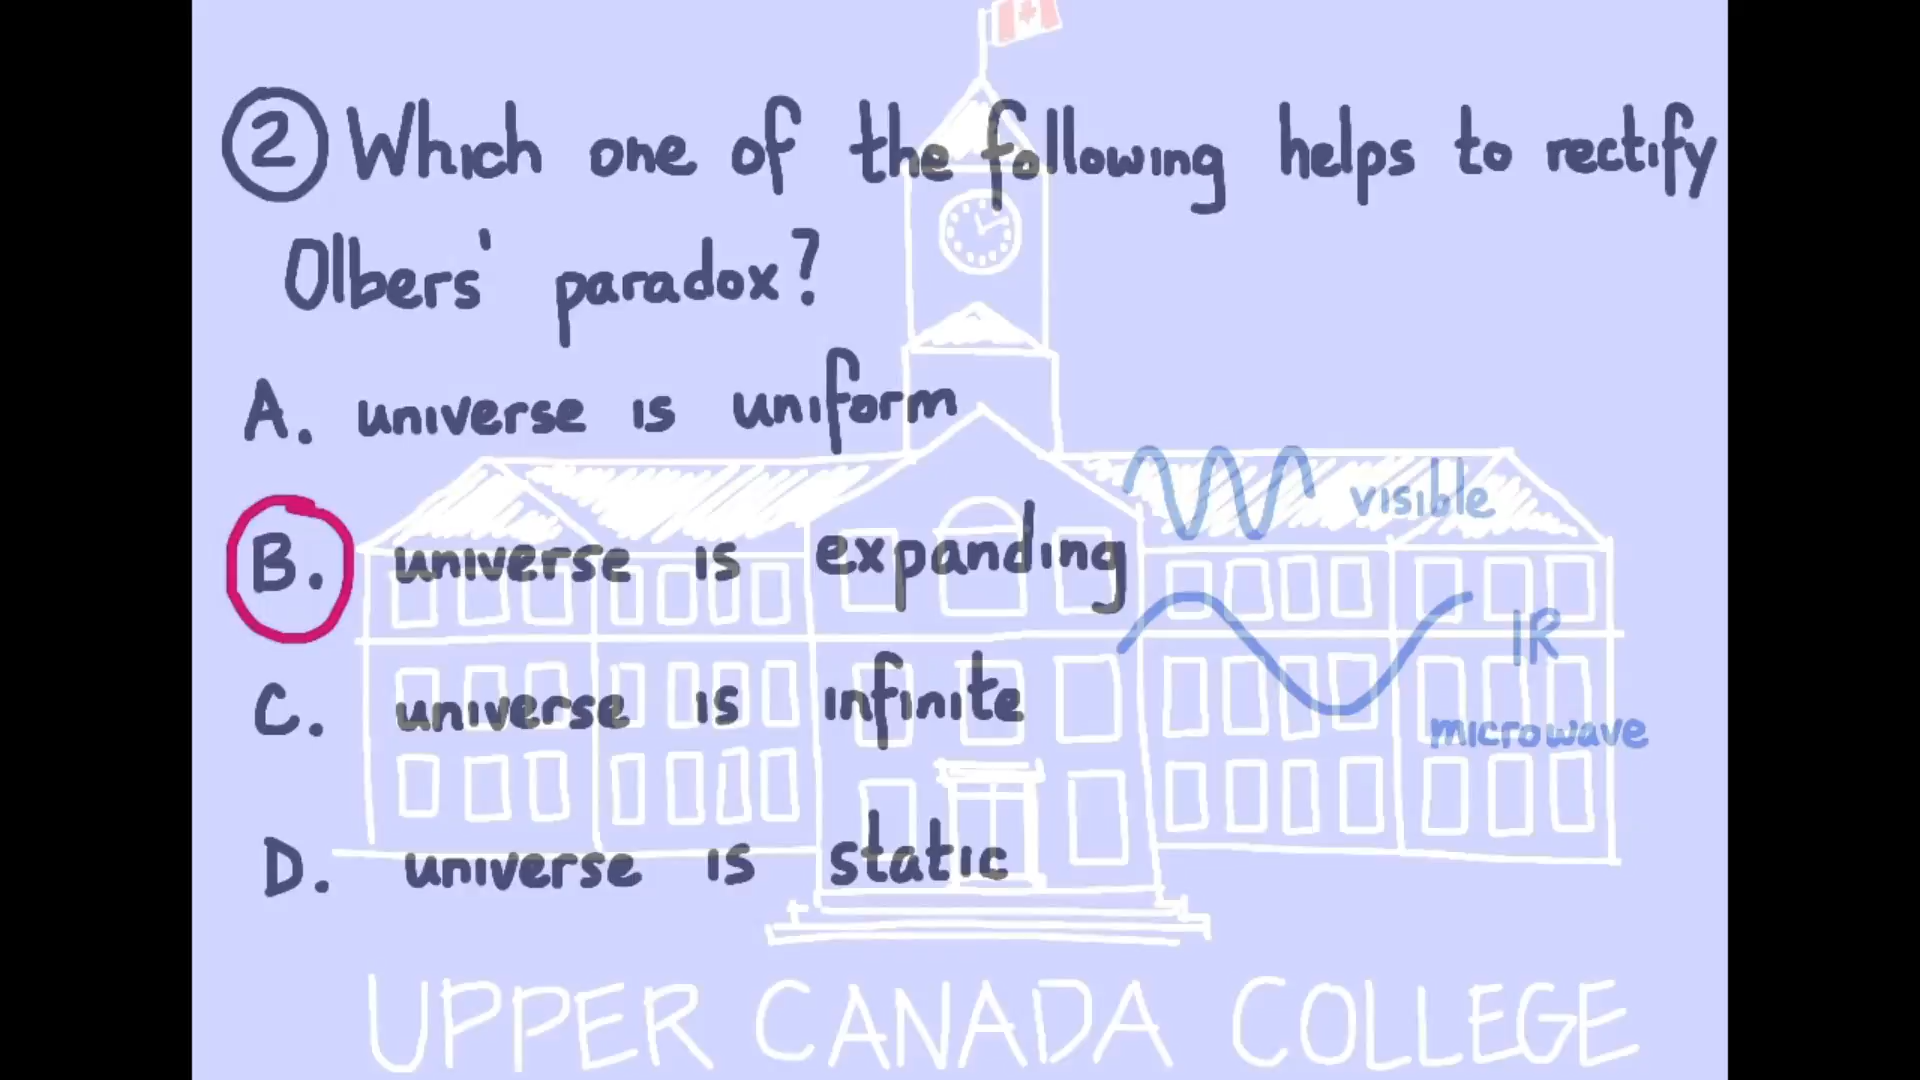 2 Which one of the following helps to rectify
Olbers' paradox?
A. universe is uniform
visible
B. universe is expanding
IR
C. universe is infinite
microwave
D. universe is static
UPPER CANADA COLLEGE